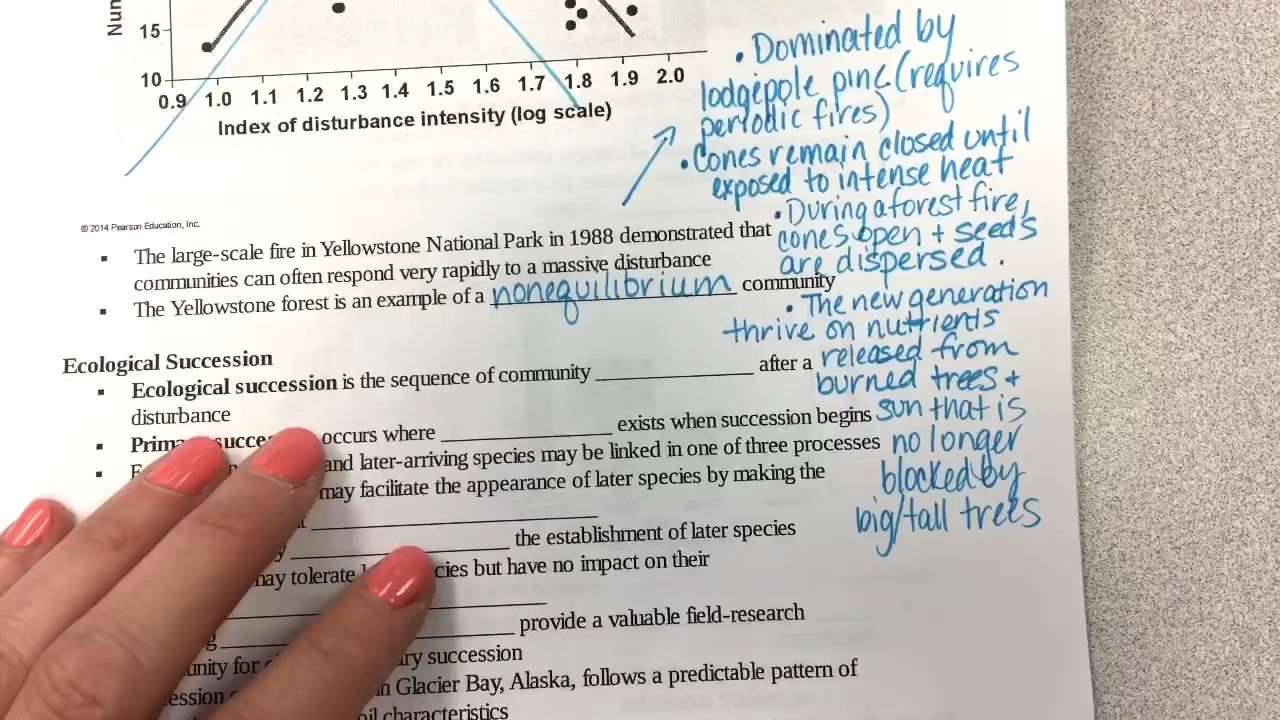 Nun
15
10
0.9 1.0 1.1 1.2 1.3 1.4 1.5 1.6 1.7 1.8 1.9 2.0
Index of disturbance intensity (log scale)
© 2014 Pearson Education, Inc.
• Dominated by
lodgepole pine (requires
periodic fires)
• Cones remain closed until
exposed to intense heat
• During a forest fire,
cones open + seeds
are dispersed.
• The new generation
thrive on nutrients
released from
burned trees +
sun that is
no longer
blocked by
big/tall trees
▪ The large-scale fire in Yellowstone National Park in 1988 demonstrated that
communities can often respond very rapidly to a massive disturbance
▪ The Yellowstone forest is an example of a nonequilibrium community
Ecological Succession
▪ Ecological succession is the sequence of community ____________ after a
disturbance
▪ occurs where ____________ exists when succession begins
▪ and later-arriving species may be linked in one of three processes
may facilitate the appearance of later species by making the
____________
____________ the establishment of later species
may tolerate but have no impact on their
____________
____________ provide a valuable field-research
for succession
in Glacier Bay, Alaska, follows a predictable pattern of
characteristics